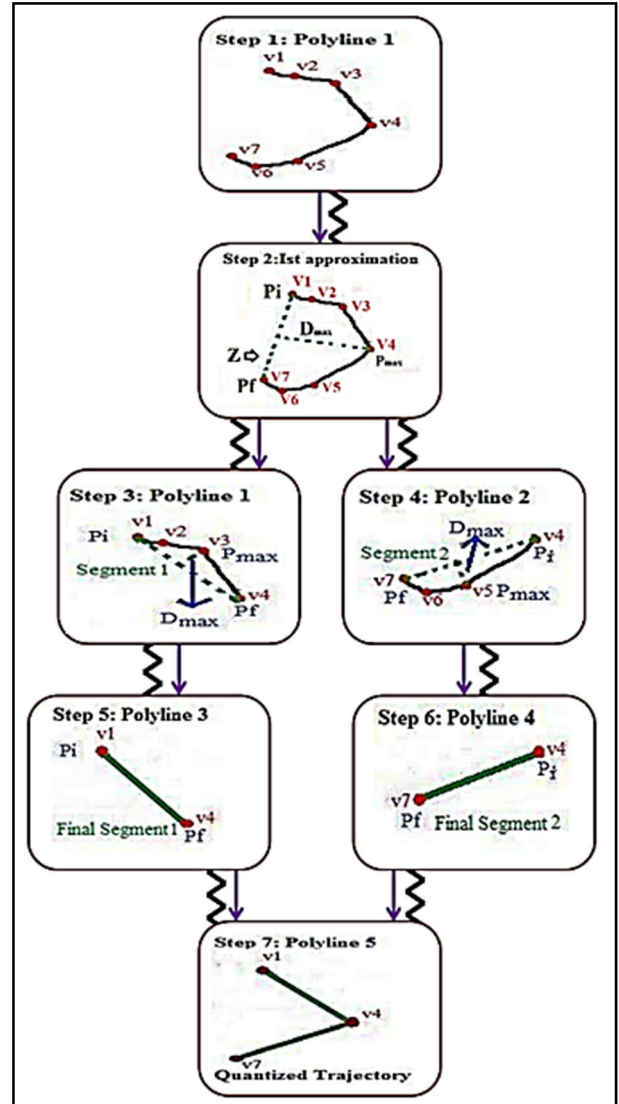 Step 1: Polyline 1
v1
v2
v3
v4
v7
v6
v5
Step 2:Ist approximation
V1
Pi
V2
V3
Dmax
Z⇨
V4
Pmax
V7
Pf
V6
V5
Step 3: Polyline 1
v1
Pi
v2
v3
Pmax
Segment 1
v4
Pf
Dmax
Step 4: Polyline 2
Dmax
v4
Segment 2
Pi
v7
Pf
v6
v5
Pmax
Step 5: Polyline 3
v1
Pi
v4
Final Segment1
Pf
Step 6: Polyline 4
v4
Pi
v7
Pf
Final Segment 2
Step 7: Polyline 5
v1
v4
v7
Quantized Trajectory